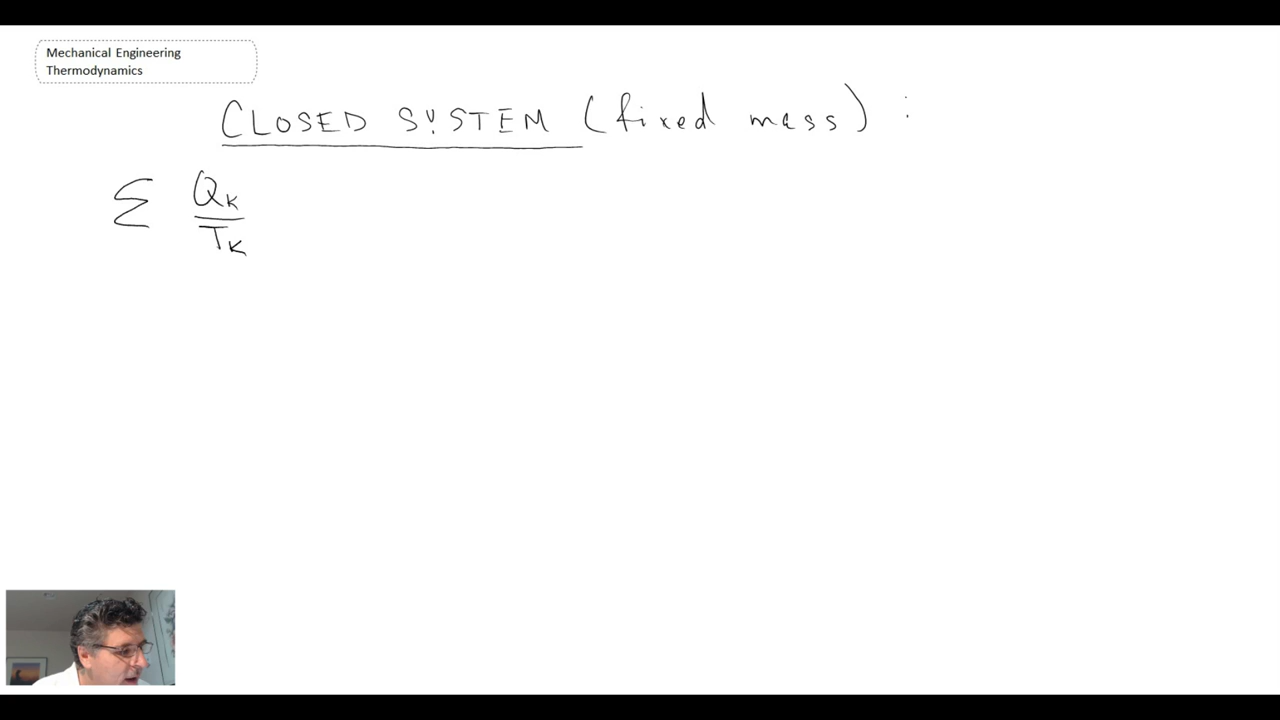 Mechanical Engineering
Thermodynamics
CLOSED SYSTEM (fixed mass) :
Σ Qₖ
Tₖ